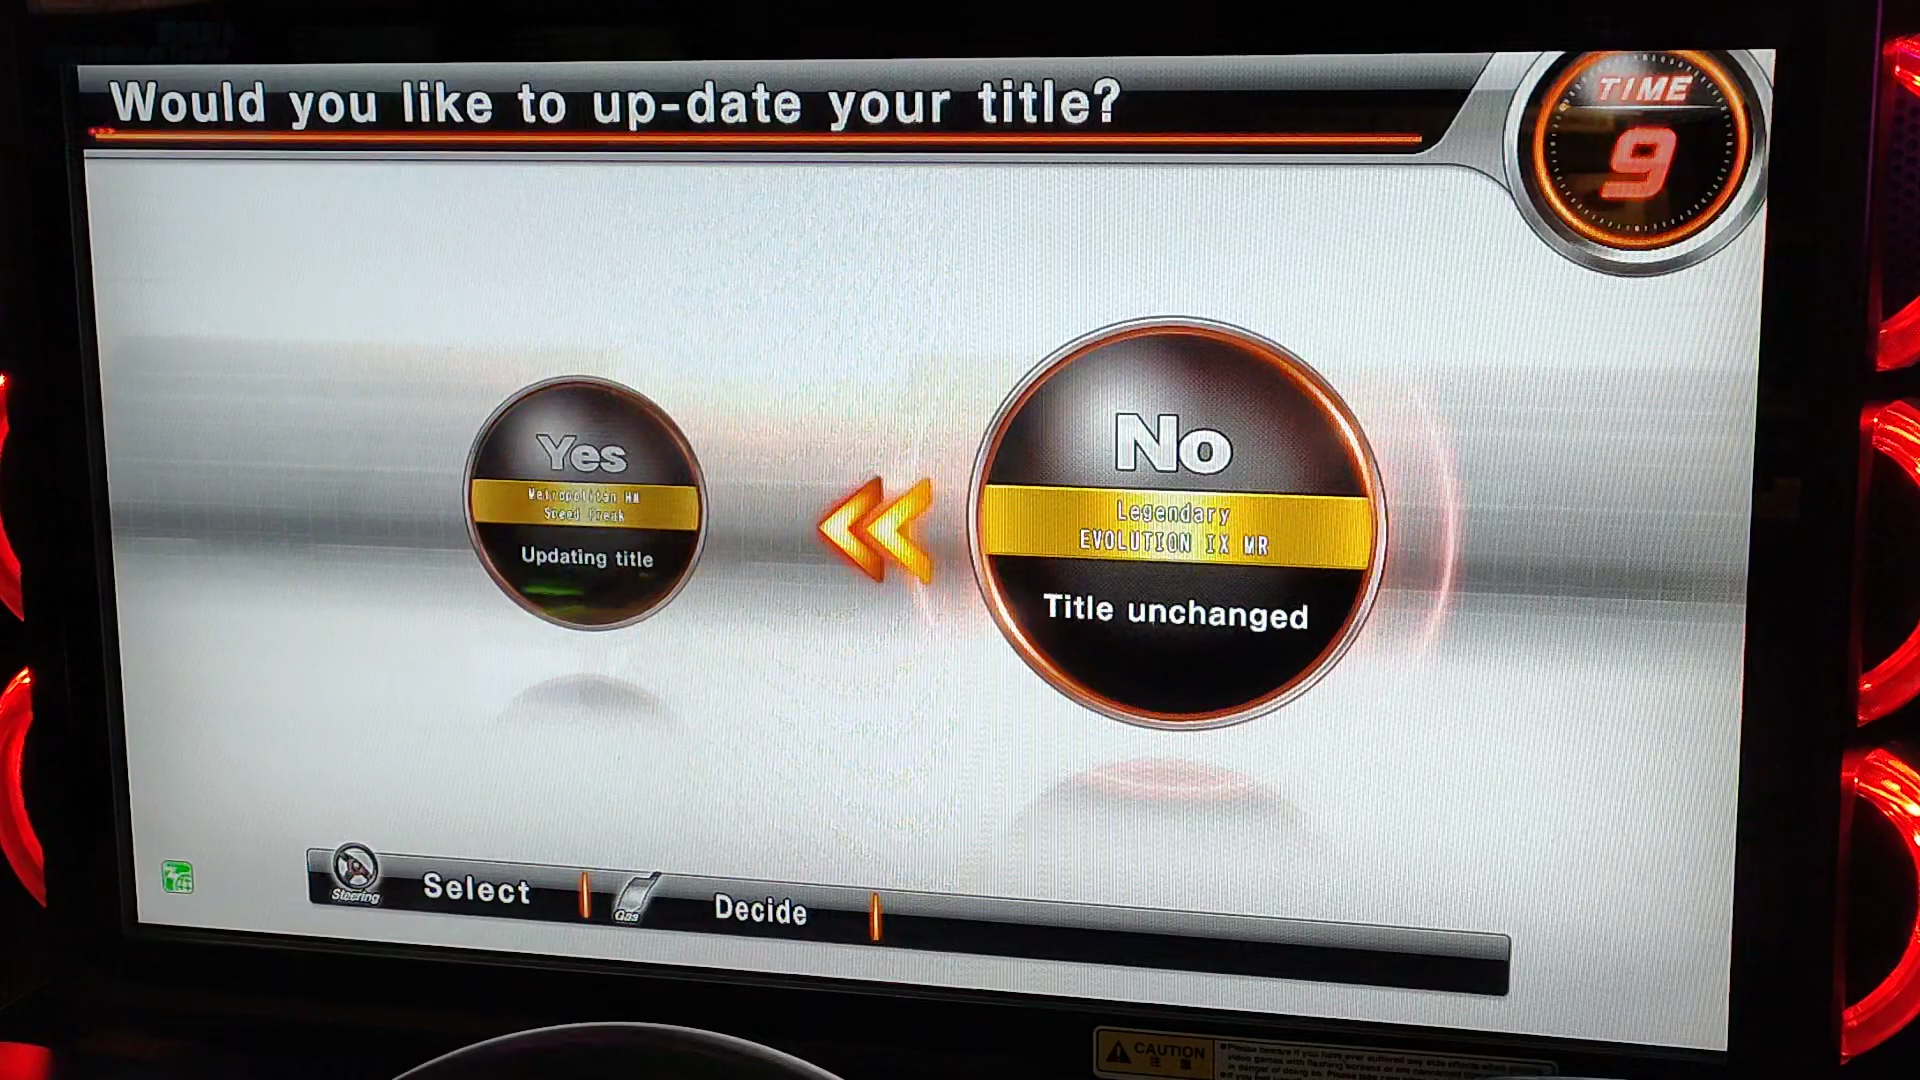 Would you like to up-date your title?
TIME
9
Yes
Metropolitan HW
Speed Freak
Updating title
No
Legendary
EVOLUTION IX MR
Title unchanged
Steering
Select
Gas
Decide
CAUTION